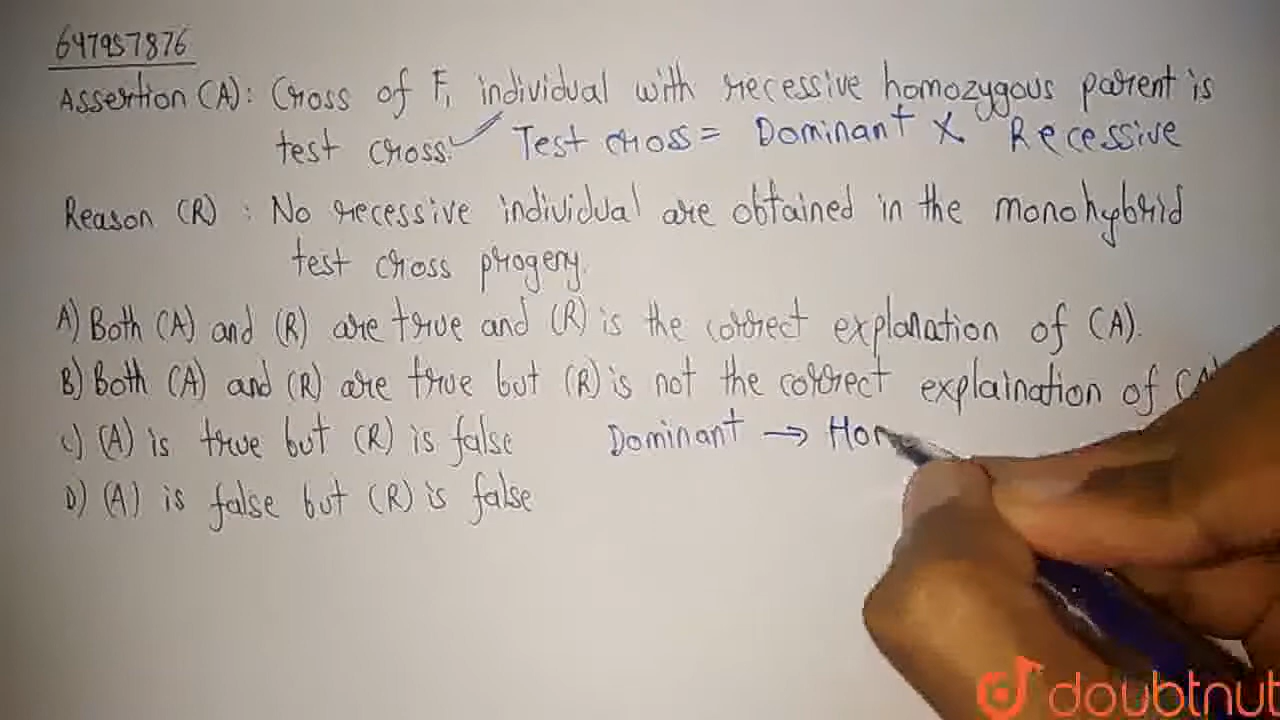 647957876
Assertion (A): Cross of F1 individual with recessive homozygous parent is
test cross. Test cross = Dominant X Recessive
Reason (R) : No recessive individual are obtained in the monohybrid
test cross progeny.
A) Both (A) and (R) are true and (R) is the correct explanation of (A).
B) Both (A) and (R) are true but (R) is not the correct explaination of (A)
C) (A) is true but (R) is false Dominant → Hom
D) (A) is false but (R) is false
doubtnut